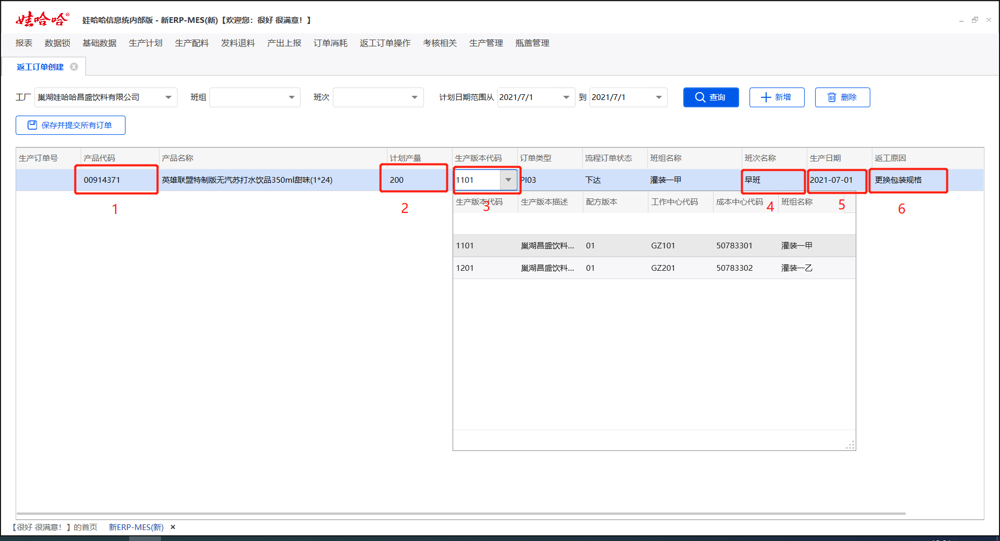 娃哈哈® 娃哈哈信息统内部版 - 新ERP-MES(新)【欢迎您：很好 很满意！】
报表 数据锁 基础数据 生产计划 生产配料 发料退料 产出上报 订单消耗 返工订单操作 考核相关 生产管理 瓶盖管理
返工订单创建
工厂 巢湖娃哈哈昌盛饮料有限公司 班组 班次 计划日期范围从 2021/7/1 到 2021/7/1 查询 新增 删除
保存并提交所有订单
生产订单号 产品代码 产品名称 计划产量 生产版本代码 订单类型 流程订单状态 班组名称 班次名称 生产日期 返工原因
00914371 英雄联盟特制版无汽苏打水饮品350ml甜味(1*24) 200 1101 PI03 下达 灌装一甲 早班 2021-07-01 更换包装规格
生产版本代码 生产版本描述 配方版本 工作中心代码 成本中心代码 班组名称
1 2 3 4 5 6
1101 巢湖昌盛饮料... 01 GZ101 50783301 灌装一甲
1201 巢湖昌盛饮料... 01 GZ201 50783302 灌装一乙
【很好 很满意！】的首页 新ERP-MES(新)